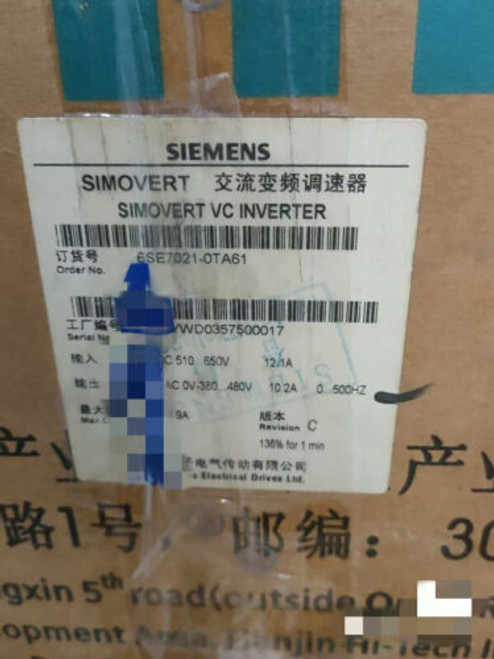 SIEMENS
SIMOVERT 交流变频调速器
SIMOVERT VC INVERTER
订货号 6SE7021-0TA61
Order No.
工厂编号 YWD0357500017
Serial No
输入 DC 510...650V 12.1A
输出 AC 0V-380...480V 10.2A 0...500HZ
最大 9A 版本
Revision C
136% for 1 min
电气传动有限公司
Electrical Drives Ltd.
产业 产
路1号, 邮编: 30
gxin 5th road(outside
opment Area, Tianjin Hi-Tech